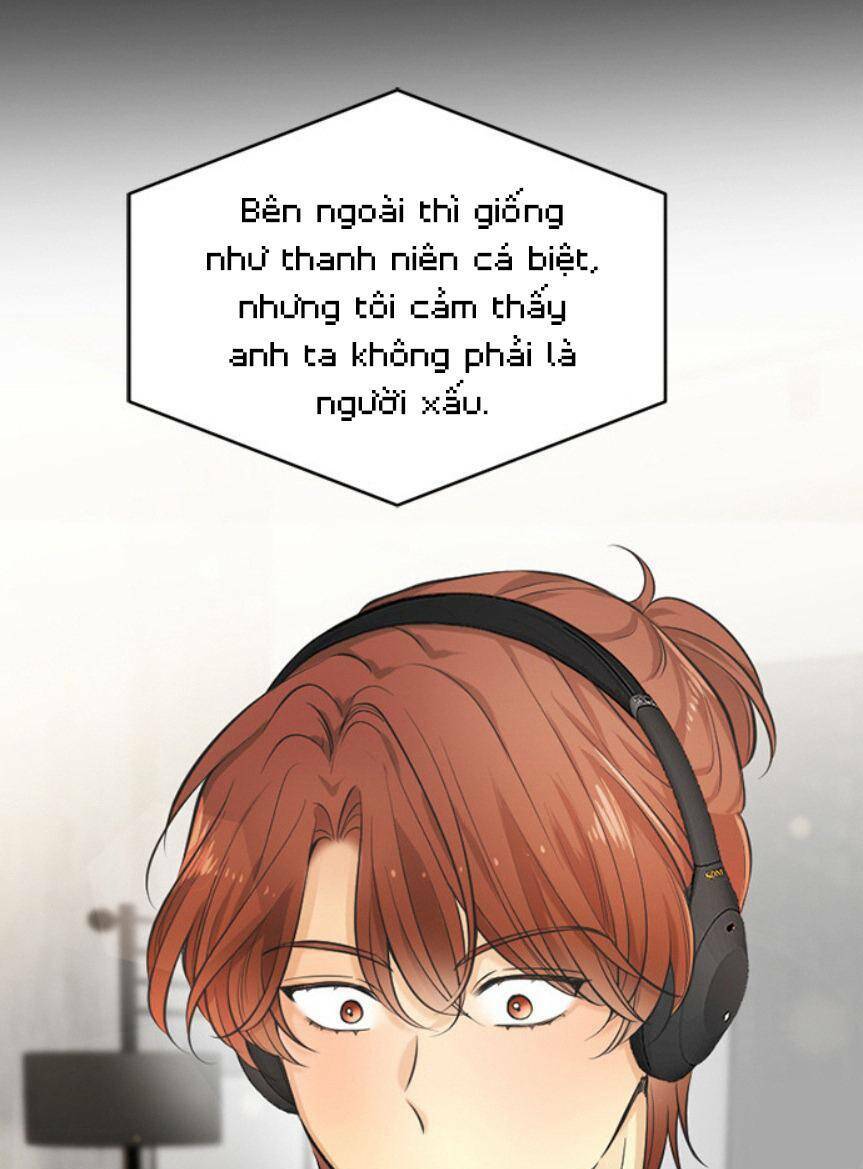 Bên ngoài thì giống
như thanh niên cá biệt,
nhưng tôi cảm thấy
anh ta không phải là
người xấu.